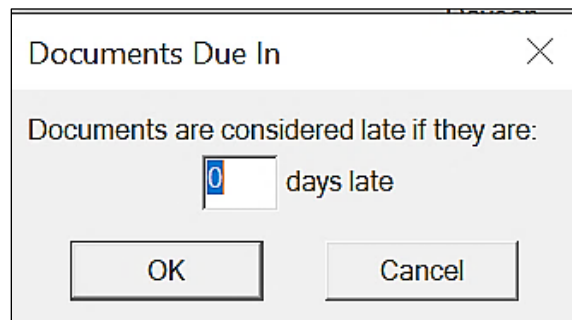 Documents Due In
Documents are considered late if they are:
0 days late
OK Cancel